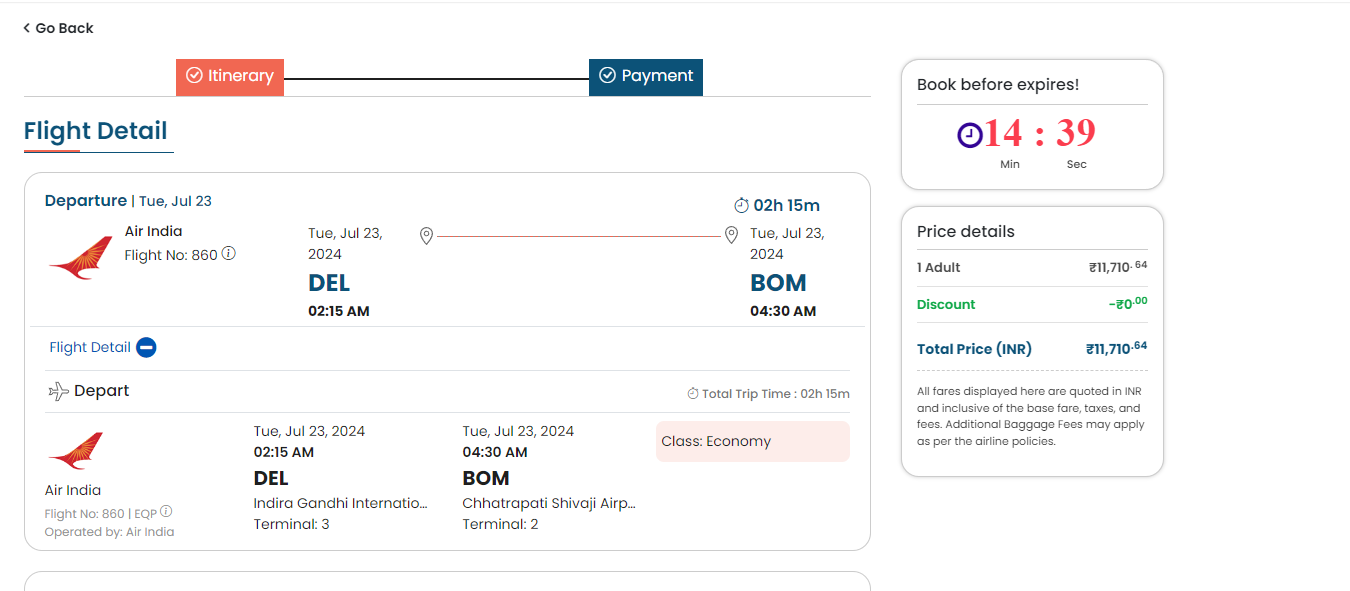 Go Back
Itinerary
Payment
Flight Detail
Departure | Tue, Jul 23
02h 15m
Air India
Flight No: 860
Tue, Jul 23,
2024
DEL
02:15 AM
Tue, Jul 23,
2024
BOM
04:30 AM
Flight Detail
Depart
Total Trip Time : 02h 15m
Air India
Flight No: 860 | EQP
Operated by: Air India
Tue, Jul 23, 2024
02:15 AM
DEL
Indira Gandhi Internatio...
Terminal: 3
Tue, Jul 23, 2024
04:30 AM
BOM
Chhatrapati Shivaji Airp...
Terminal: 2
Class: Economy
Book before expires!
14 : 39
Min Sec
Price details
1 Adult ₹11,710.64
Discount -₹0.00
Total Price (INR) ₹11,710.64
All fares displayed here are quoted in INR
and inclusive of the base fare, taxes, and
fees. Additional Baggage Fees may apply
as per the airline policies.